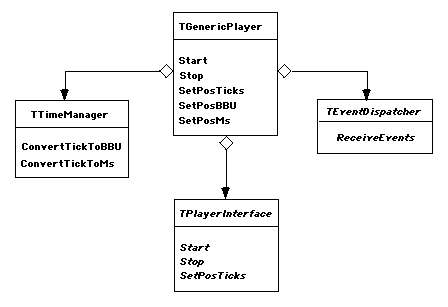 TGenericPlayer
Start
Stop
SetPosTicks
SetPosBBU
SetPosMs
TTimeManager
ConvertTickToBBU
ConvertTickToMs
TEventDispatcher
ReceiveEvents
TPlayerInterface
Start
Stop
SetPosTicks